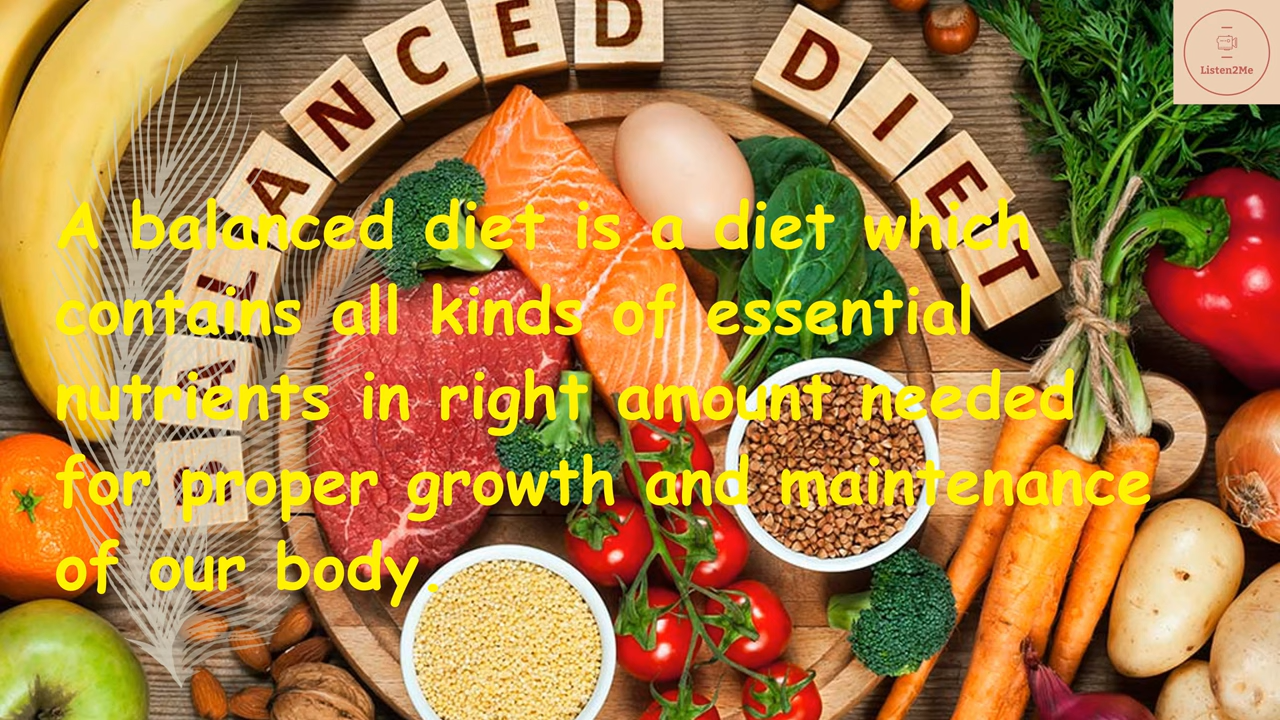 BALANCED DIET
Listen2Me
A balanced diet is a diet which
contains all kinds of essential
nutrients in right amount needed
for proper growth and maintenance
of our body.